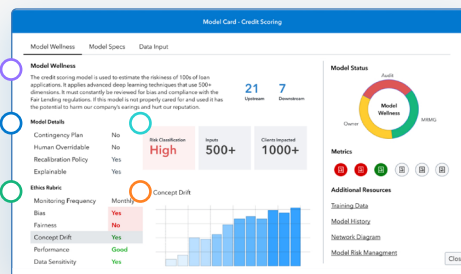 Model Card - Credit Scoring
Model Wellness Model Specs Data Input
Model Wellness
The credit scoring model is used to estimate the riskiness of 100s of loan
applications. It applies advanced deep learning techniques that use 500+
dimensions. It must constantly be reviewed for bias and compliance with the
Fair Lending regulations. If this model is not properly cared for and used it has
the potential to harm our company's earnings and hurt our reputation.
21 7
Upstream Downstream
Model Details
Contingency Plan No
Human Overridable No
Recalibration Policy Yes
Explainable Yes
Risk Classification
High
Inputs
500+
Clients Impacted
1000+
Ethics Rubric
Monitoring Frequency Monthly
Bias Yes
Fairness No
Concept Drift Yes
Performance Good
Data Sensitivity Yes
Concept Drift
Model Status
Audit
Model
Wellness
Owner
MRMG
Metrics
Additional Resources
Training Data
Model History
Network Diagram
Model Risk Managment
Clos